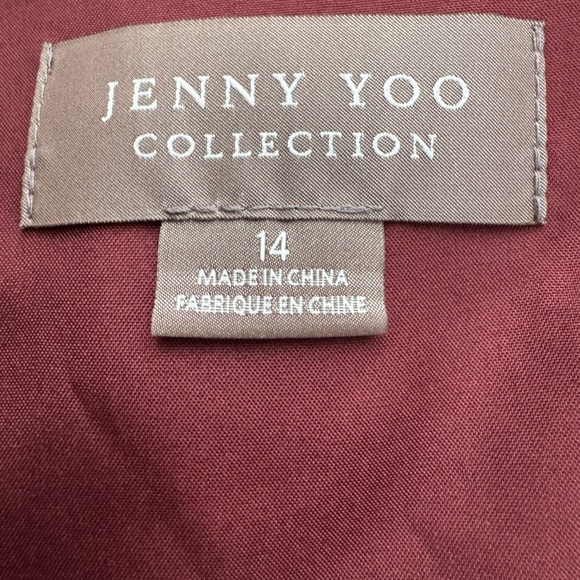 JENNY YOO
COLLECTION
14
MADE IN CHINA
FABRIQUE EN CHINE